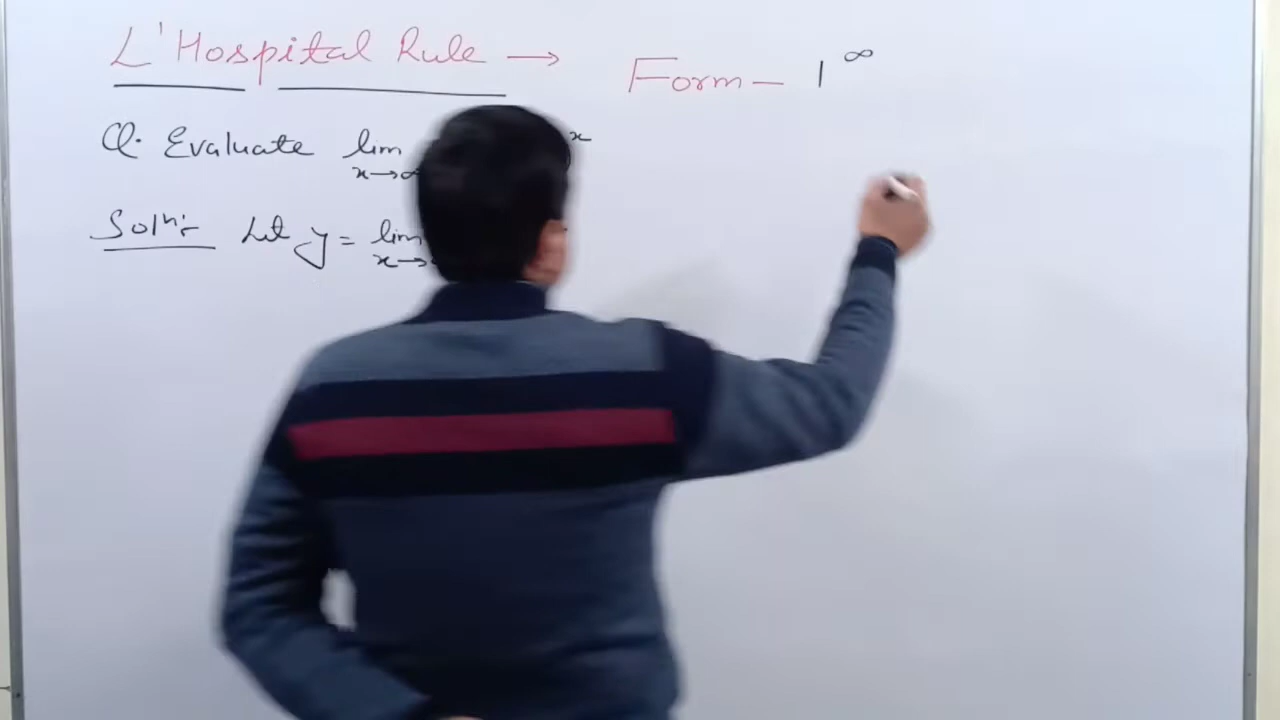 L'Hospital Rule → Form – 1^∞
Q. Evaluate lim x→∞ )^x
Soln:- Let y = lim x→